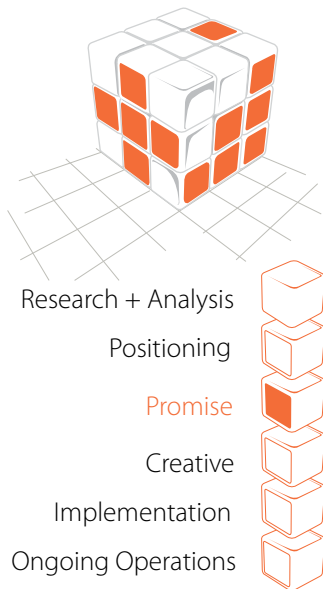 Research + Analysis
Positioning
Promise
Creative
Implementation
Ongoing Operations